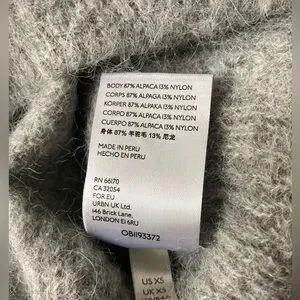 BODY 87% ALPACA 13% NYLON
CORPS 87% ALPAGA 13% NYLON
KÖRPER 87% ALPAKA 13% NYLON
CORPO 87% ALPACA 13% NYLON
CUERPO 87% ALPACA 13% NYLON
身体 87% 羊驼毛 13% 尼龙
MADE IN PERU
HECHO EN PERU
RN 66170
CA 32054
FOR EU
URBN UK Ltd.
146 Brick Lane,
LONDON E1 6RU
OB1193372
US XS
UK XS